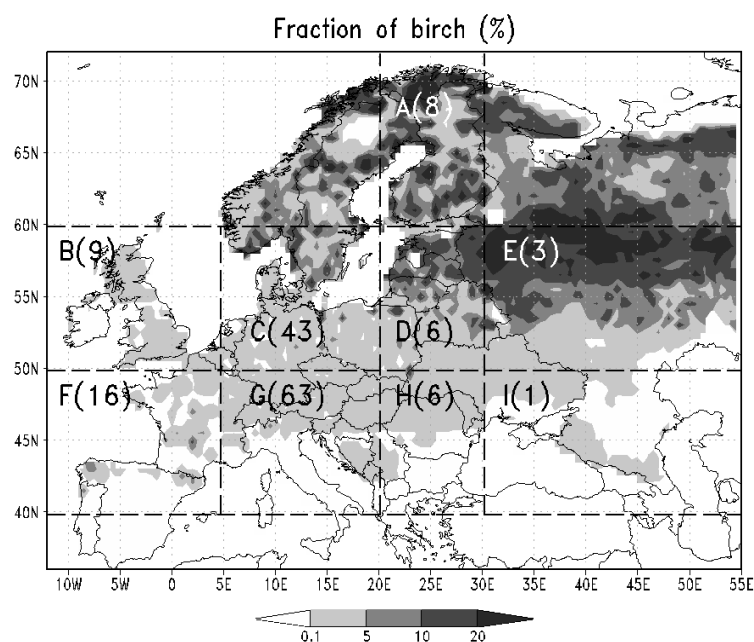 Fraction of birch (%)
70N
A(8)
65N
60N
B(9) E(3)
55N
C(43) D(6)
50N
F(16) G(63) H(6) I(1)
45N
40N
10W 5W 0 5E 10E 15E 20E 25E 30E 35E 40E 45E 50E 55E
0.1 5 10 20